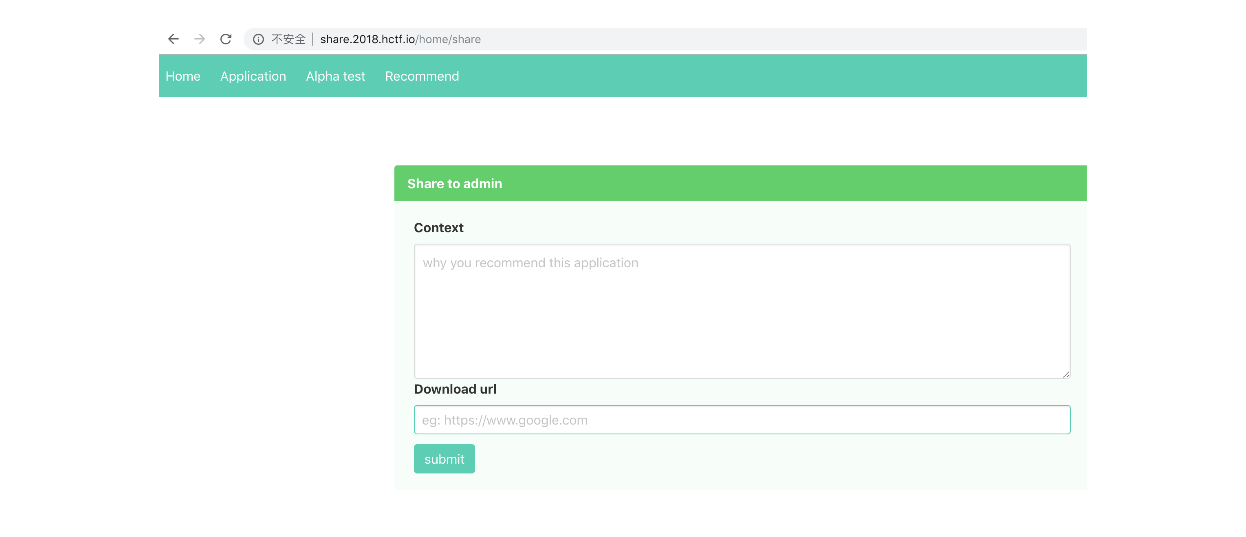 不安全 | share.2018.hctf.io/home/share
Home Application Alpha test Recommend
Share to admin
Context
why you recommend this application
Download url
eg: https://www.google.com
submit